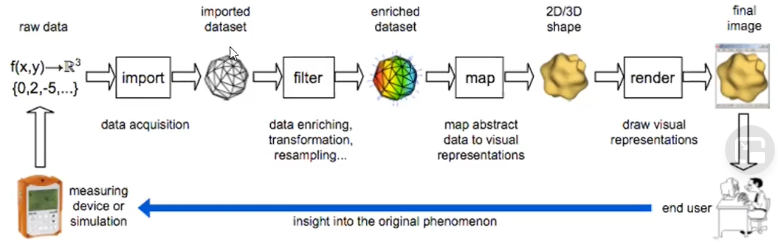 raw data
imported
dataset
enriched
dataset
2D/3D
shape
final
image
f(x,y)→ℝ³
{0,2,-5,...}
import
filter
map
render
data acquisition
data enriching,
transformation,
resampling...
map abstract
data to visual
representations
draw visual
representations
measuring
device or
simulation
insight into the original phenomenon
end user